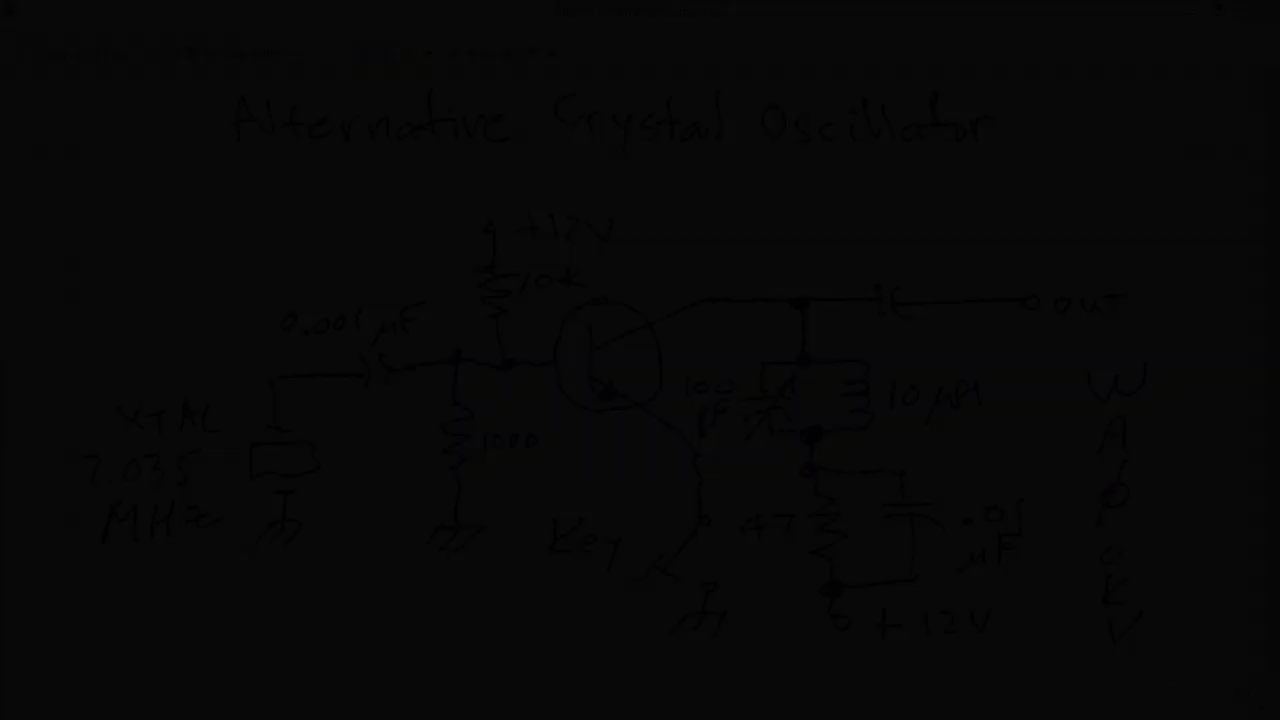 Alternative Crystal Oscillator
+12V
10k
0.001 µF
OUT
100
PF
10 µH
XTAL
7.035
MHz
1000
Key
47
.01
µF
+12V
W
A
Ø
P
O
K
V